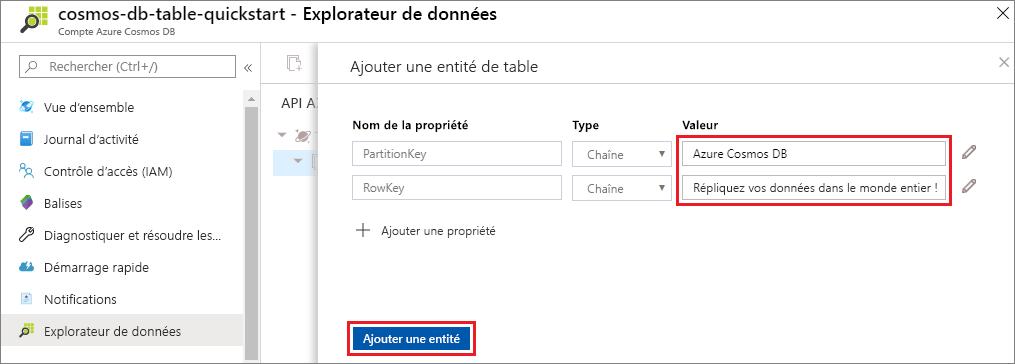 cosmos-db-table-quickstart - Explorateur de données
Compte Azure Cosmos DB
Rechercher (Ctrl+/)
Vue d'ensemble
Journal d'activité
Contrôle d'accès (IAM)
Balises
Diagnostiquer et résoudre les...
Démarrage rapide
Notifications
Explorateur de données
API A
Ajouter une entité de table
Nom de la propriété Type Valeur
PartitionKey Chaîne Azure Cosmos DB
RowKey Chaîne Répliquez vos données dans le monde entier !
Ajouter une propriété
Ajouter une entité